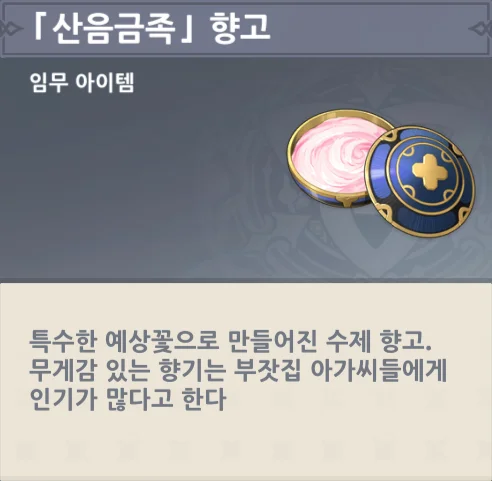 「산음금족」 향고
임무 아이템
특수한 예상꽃으로 만들어진 수제 향고.
무게감 있는 향기는 부잣집 아가씨들에게
인기가 많다고 한다